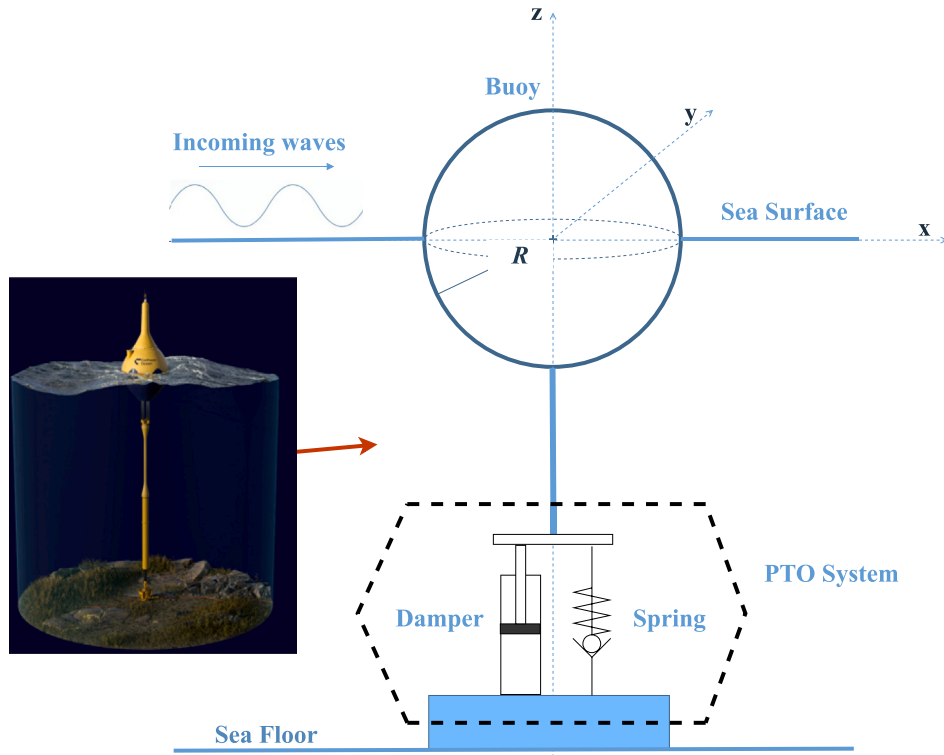 z
Buoy
y
Incoming waves
Sea Surface
x
R
PTO System
Damper
Spring
Sea Floor